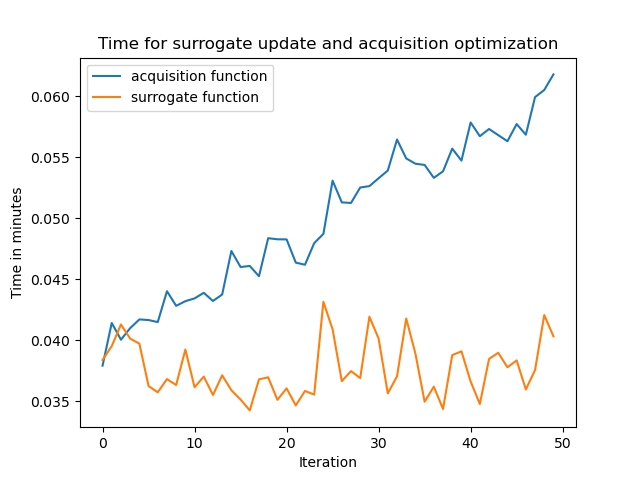 Time for surrogate update and acquisition optimization
acquisition function
surrogate function
0.060
0.055
0.050
0.045
0.040
0.035
Time in minutes
0 10 20 30 40 50
Iteration